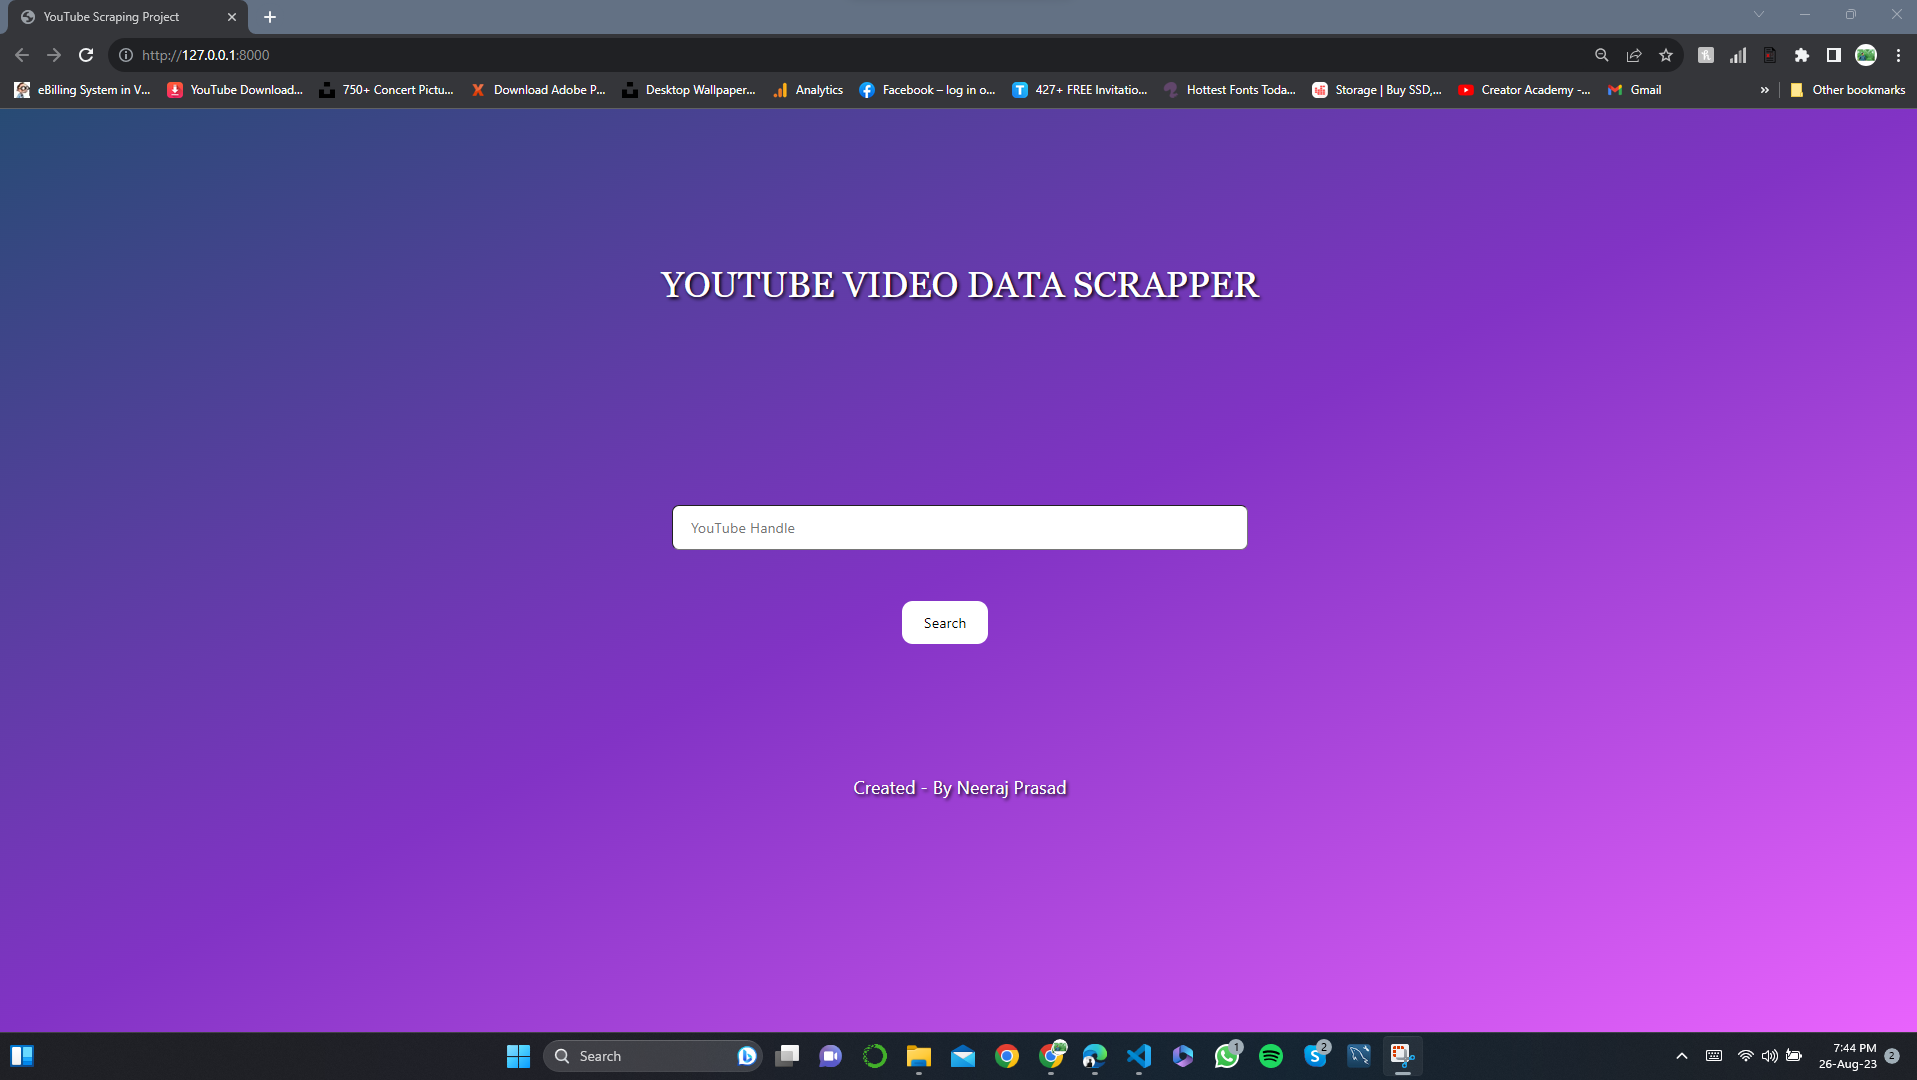 YouTube Scraping Project
http://127.0.0.1:8000
eBilling System in V...
YouTube Download...
750+ Concert Pictu...
Download Adobe P...
Desktop Wallpaper...
Analytics
Facebook – log in o...
427+ FREE Invitatio...
Hottest Fonts Toda...
Storage | Buy SSD,...
Creator Academy -...
Gmail
»
Other bookmarks
YOUTUBE VIDEO DATA SCRAPPER
YouTube Handle
Search
Created - By Neeraj Prasad
Search
1
2
7:44 PM
26-Aug-23
2